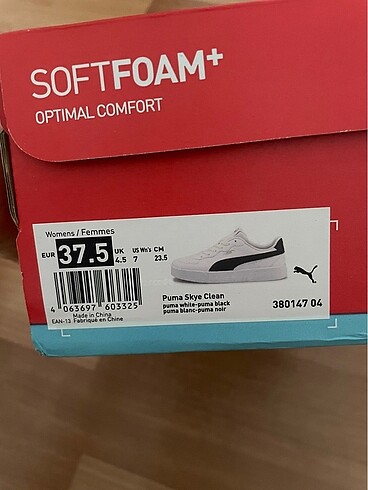 SOFTFOAM+
OPTIMAL COMFORT
Womens / Femmes
EUR 37.5 UK 4.5 US Wn's 7 CM 23.5
4 063697 603325
Made in China
EAN-13 Fabriqué en Chine
Puma Skye Clean
puma white-puma black
puma blanc-puma noir
PUMA
380147 04